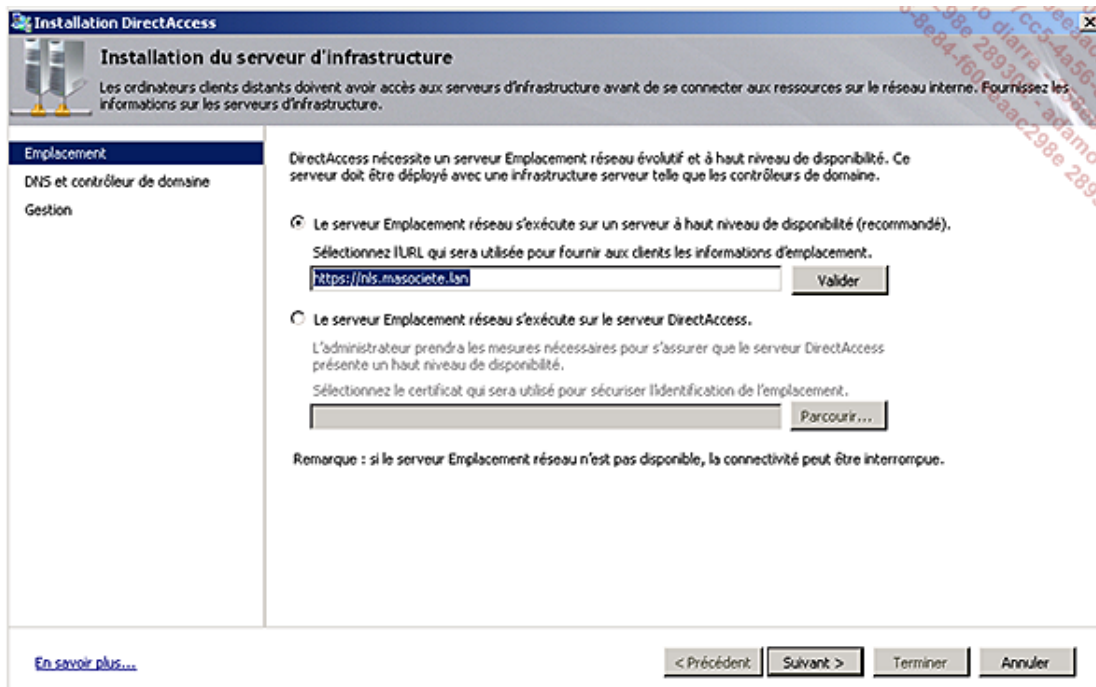 Installation DirectAccess
Installation du serveur d'infrastructure
Les ordinateurs clients distants doivent avoir accès aux serveurs d'infrastructure avant de se connecter aux ressources sur le réseau interne. Fournissez les
informations sur les serveurs d'infrastructure.
Emplacement
DNS et contrôleur de domaine
Gestion
DirectAccess nécessite un serveur Emplacement réseau évolutif et à haut niveau de disponibilité. Ce
serveur doit être déployé avec une infrastructure serveur telle que les contrôleurs de domaine.
Le serveur Emplacement réseau s'exécute sur un serveur à haut niveau de disponibilité (recommandé).
Sélectionnez l'URL qui sera utilisée pour fournir aux clients les informations d'emplacement.
https://nls.masociete.lan
Valider
Le serveur Emplacement réseau s'exécute sur le serveur DirectAccess.
L'administrateur prendra les mesures nécessaires pour s'assurer que le serveur DirectAccess
présente un haut niveau de disponibilité.
Sélectionnez le certificat qui sera utilisé pour sécuriser l'identification de l'emplacement.
Parcourir...
Remarque : si le serveur Emplacement réseau n'est pas disponible, la connectivité peut être interrompue.
En savoir plus...
< Précédent
Suivant >
Terminer
Annuler